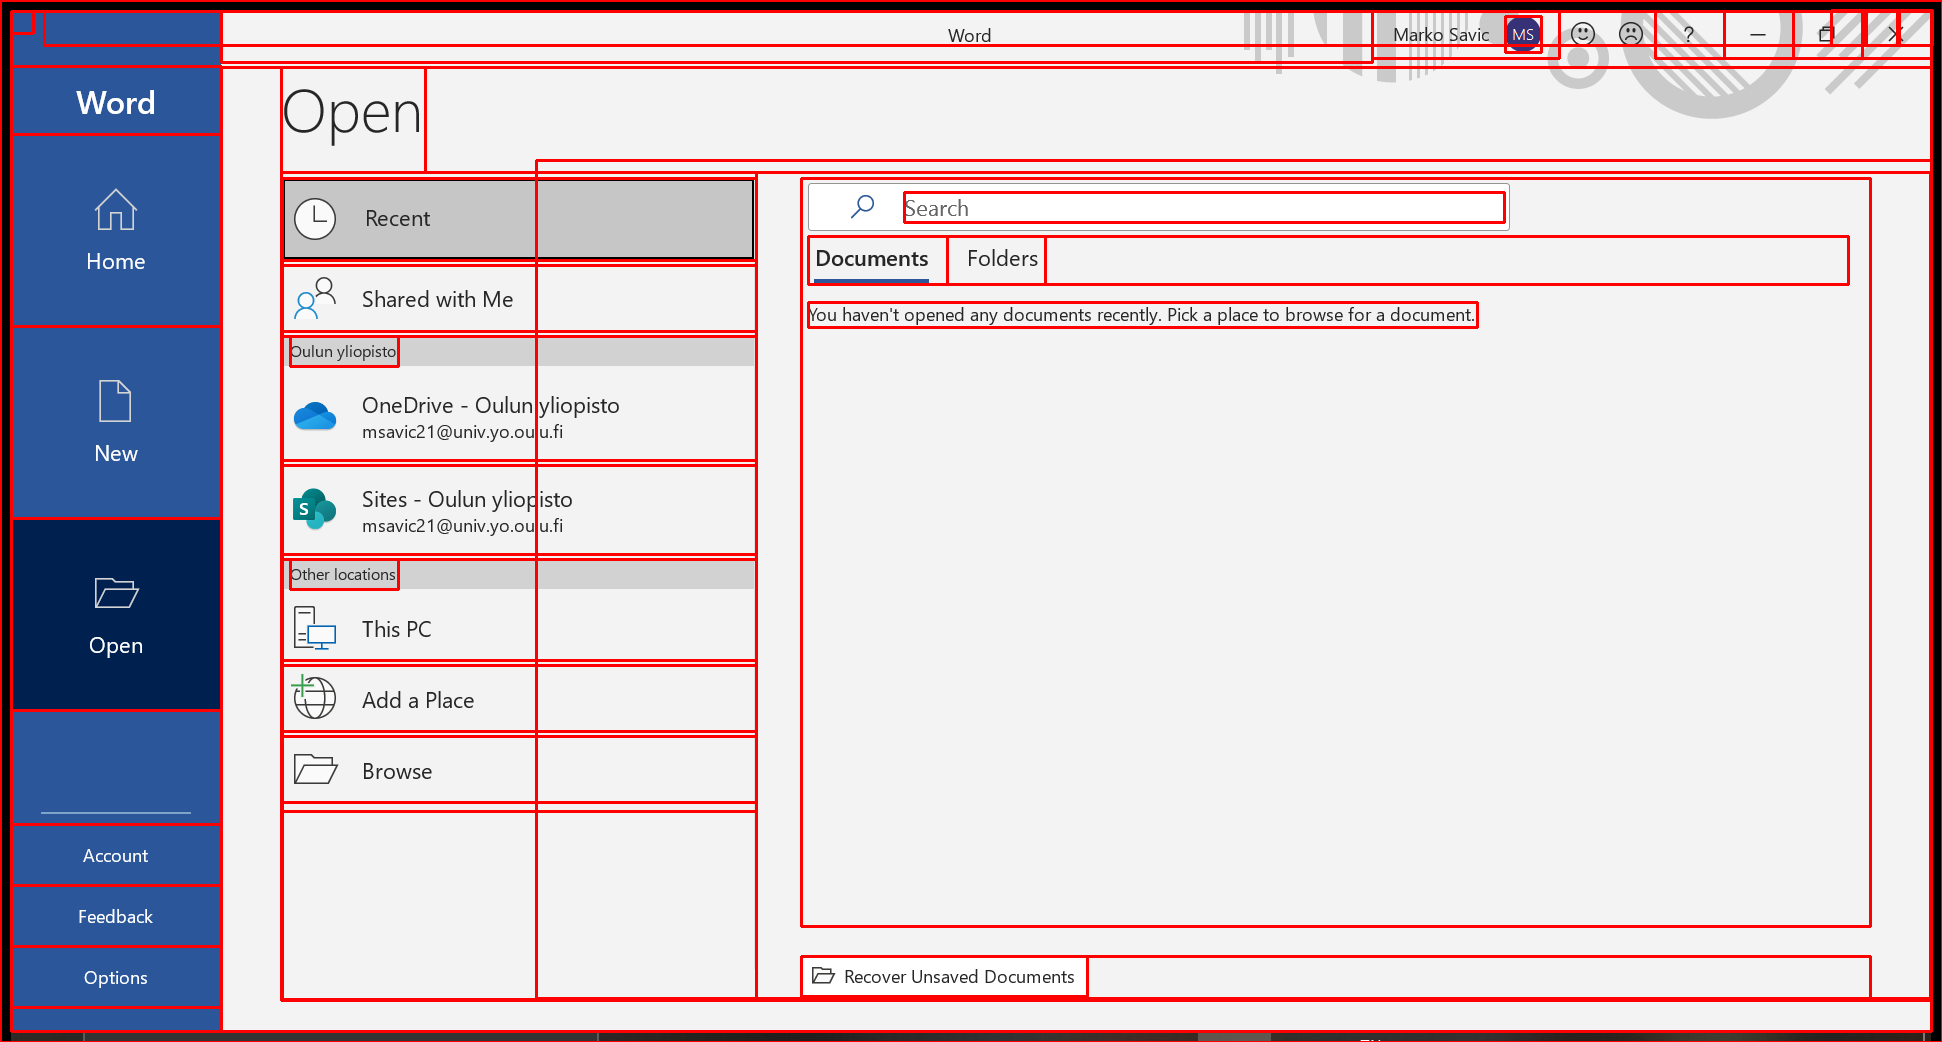 Word
Marko Savic
MS
?
Word
Open
Home
New
Open
Account
Feedback
Options
Recent
Shared with Me
Oulun yliopisto
OneDrive - Oulun yliopisto
msavic21@univ.yo.oulu.fi
Sites - Oulun yliopisto
msavic21@univ.yo.oulu.fi
Other locations
This PC
Add a Place
Browse
Search
Documents Folders
You haven't opened any documents recently. Pick a place to browse for a document.
Recover Unsaved Documents